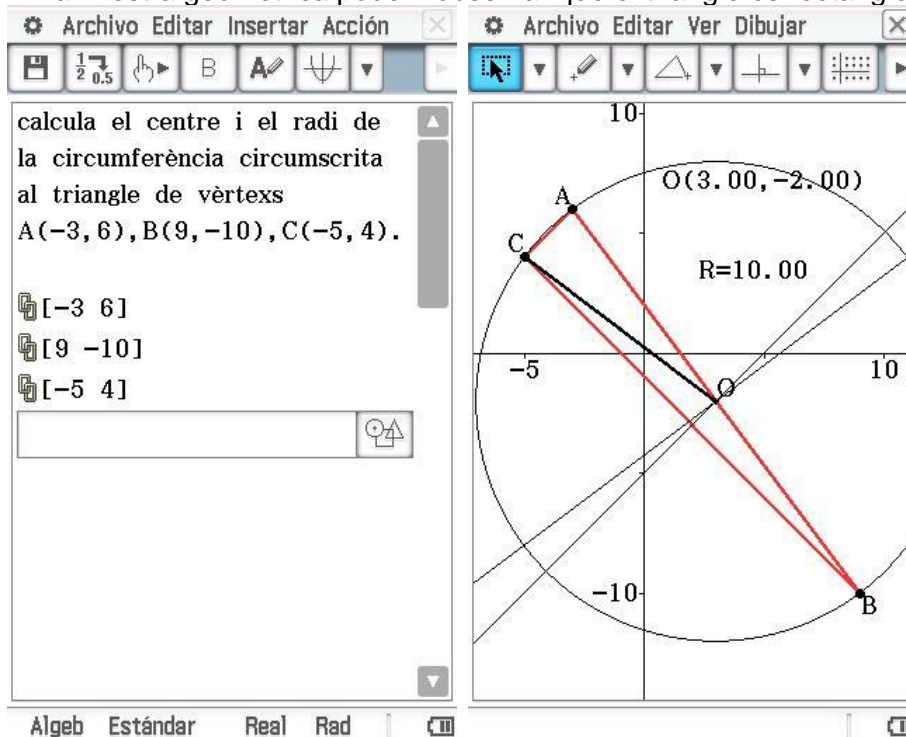 Archivo Editar Insertar Acción
B
calcula el centre i el radi de
la circumferència circumscrita
al triangle de vèrtexs
A(-3,6),B(9,-10),C(-5,4).
[-3 6]
[9 -10]
[-5 4]
Algeb Estándar Real Rad
Archivo Editar Ver Dibujar
10
O(3.00,-2.00)
A
C
R=10.00
-5
10
O
-10
B